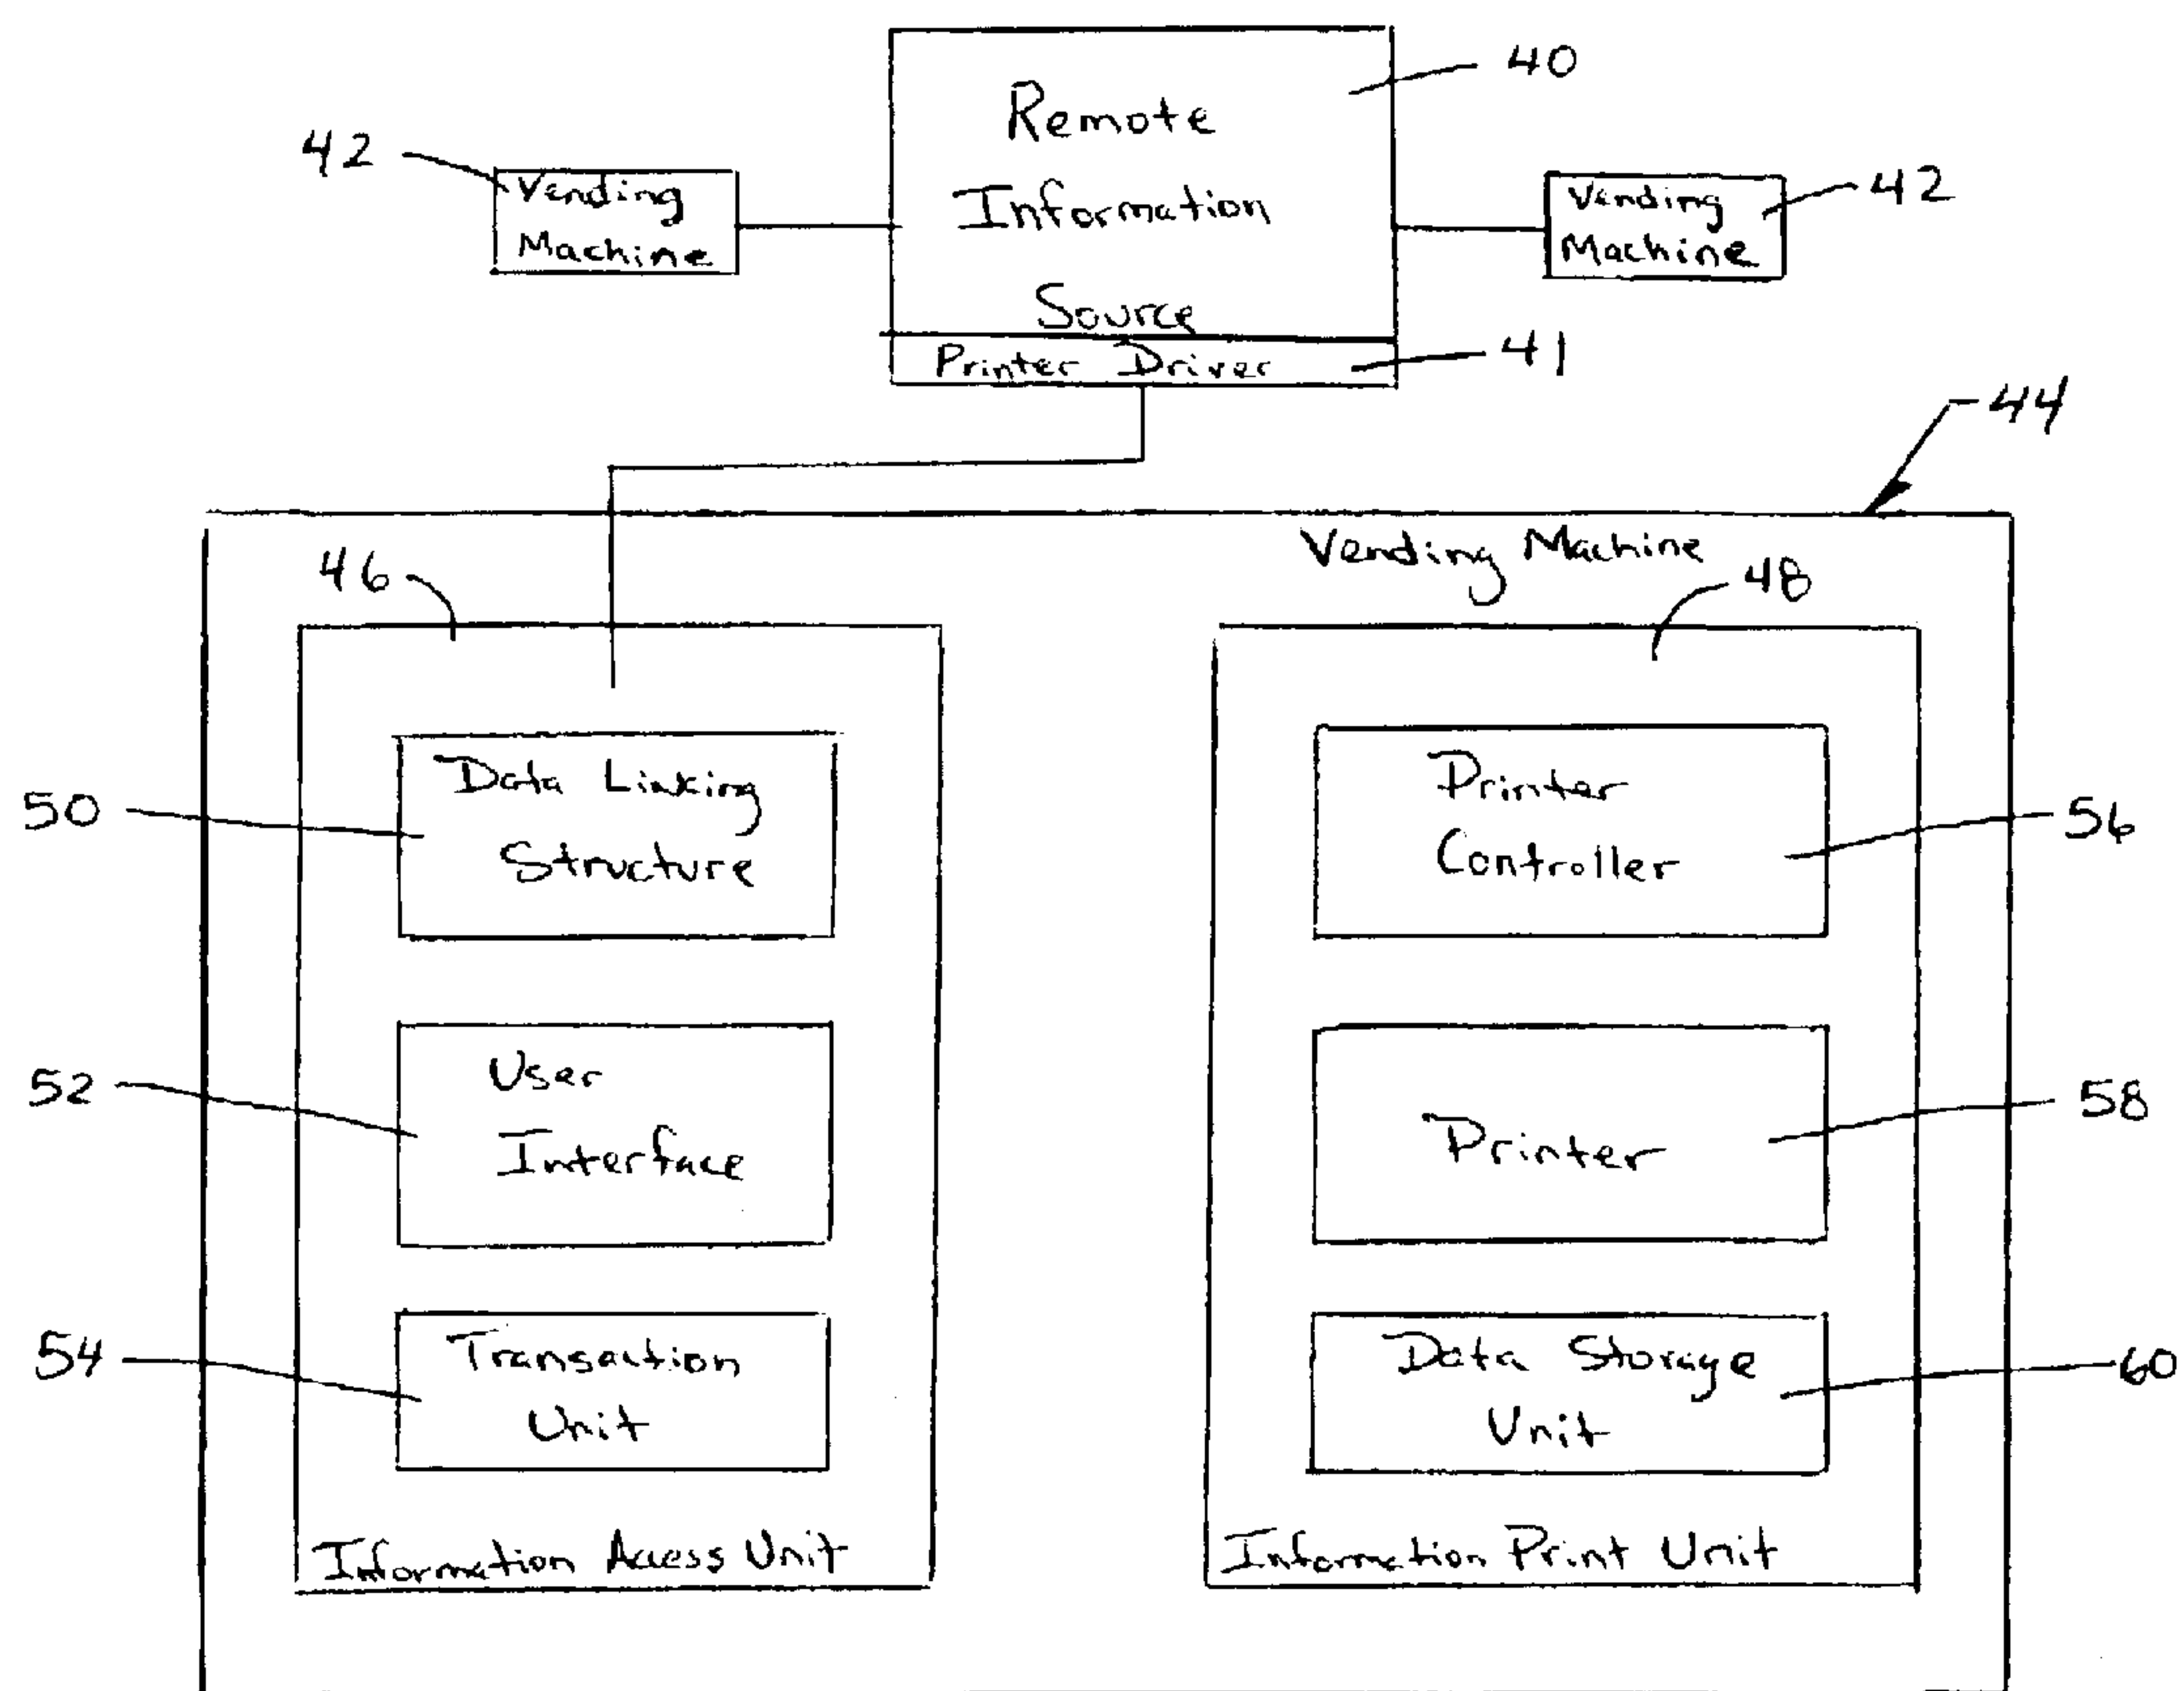 40
Remote
42
Vending
Machine
Information
Vending
Machine
42
Source
Printer Driver
41
44
Vending Machine
46
48
Data Linking
Structure
50
Printer
Controller
56
User
Interface
52
Printer
58
Transaction
Unit
54
Data Storage
Unit
60
Information Access Unit
Information Print Unit